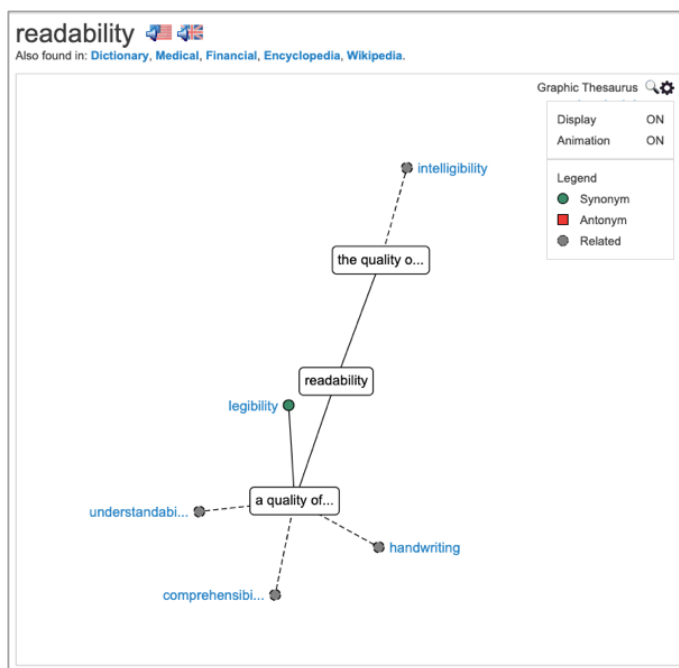 readability
Also found in: Dictionary, Medical, Financial, Encyclopedia, Wikipedia.
Graphic Thesaurus
Display ON
Animation ON
Legend
Synonym
Antonym
Related
intelligibility
the quality o...
readability
legibility
a quality of...
understandabi...
handwriting
comprehensibi...